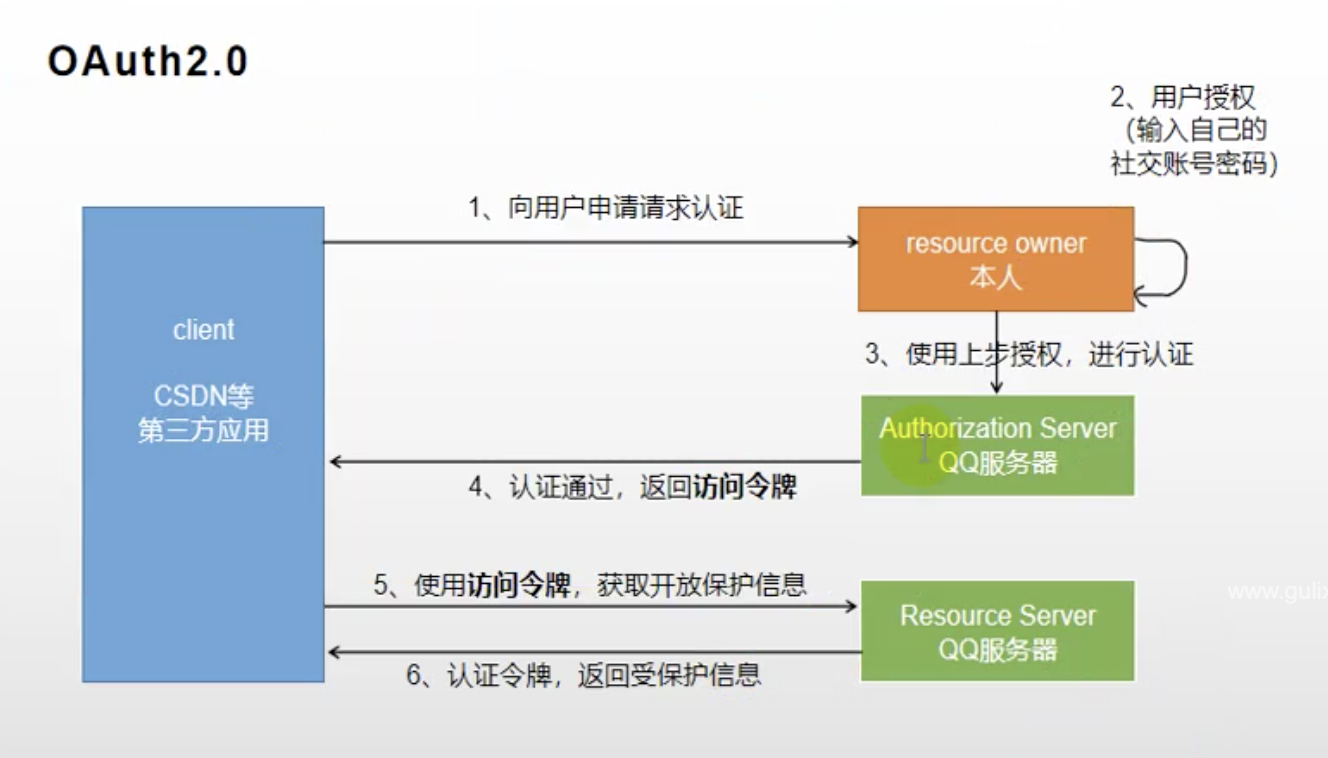 OAuth2.0
2、用户授权
（输入自己的
社交账号密码）
1、向用户申请请求认证
resource owner
本人
client
CSDN等
第三方应用
3、使用上步授权，进行认证
Authorization Server
QQ服务器
4、认证通过，返回访问令牌
5、使用访问令牌，获取开放保护信息
Resource Server
QQ服务器
6、认证令牌，返回受保护信息
www.gulix